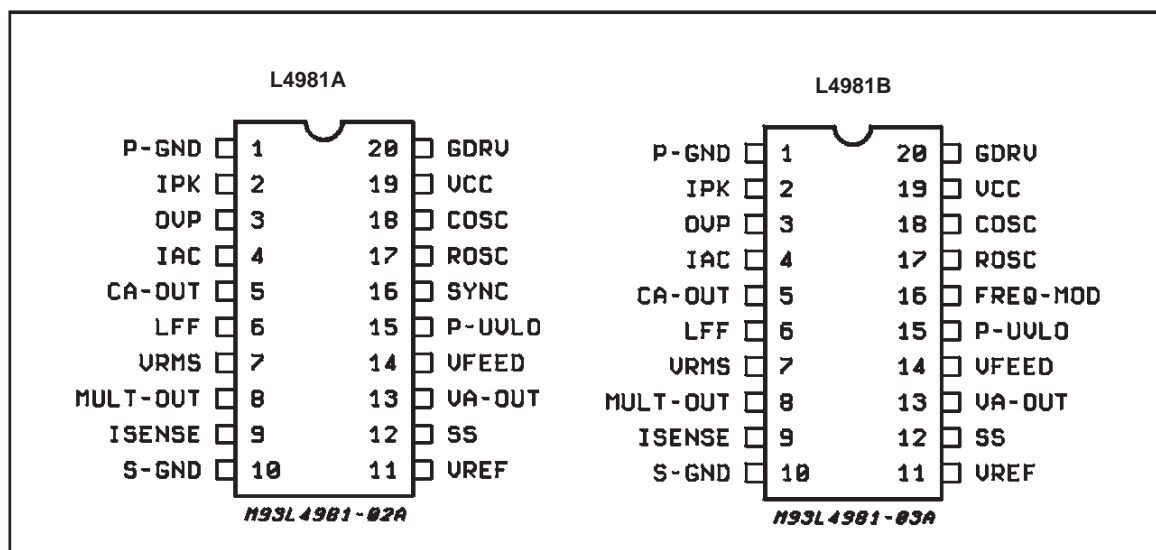 L4981A
P-GND 1 20 GDRV
IPK 2 19 VCC
OVP 3 18 COSC
IAC 4 17 ROSC
CA-OUT 5 16 SYNC
LFF 6 15 P-UVLO
VRMS 7 14 VFEED
MULT-OUT 8 13 VA-OUT
ISENSE 9 12 SS
S-GND 10 11 VREF
M93L4981-02A
L4981B
P-GND 1 20 GDRV
IPK 2 19 VCC
OVP 3 18 COSC
IAC 4 17 ROSC
CA-OUT 5 16 FREQ-MOD
LFF 6 15 P-UVLO
VRMS 7 14 VFEED
MULT-OUT 8 13 VA-OUT
ISENSE 9 12 SS
S-GND 10 11 VREF
M93L4981-03A